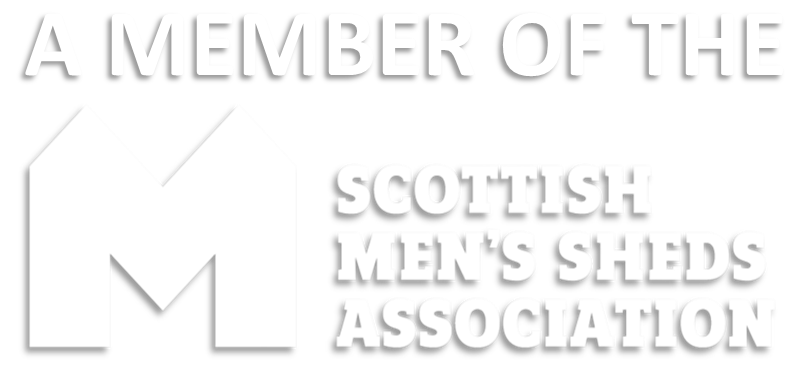 A MEMBER OF THE
SCOTTISH
MEN'S SHEDS
ASSOCIATION